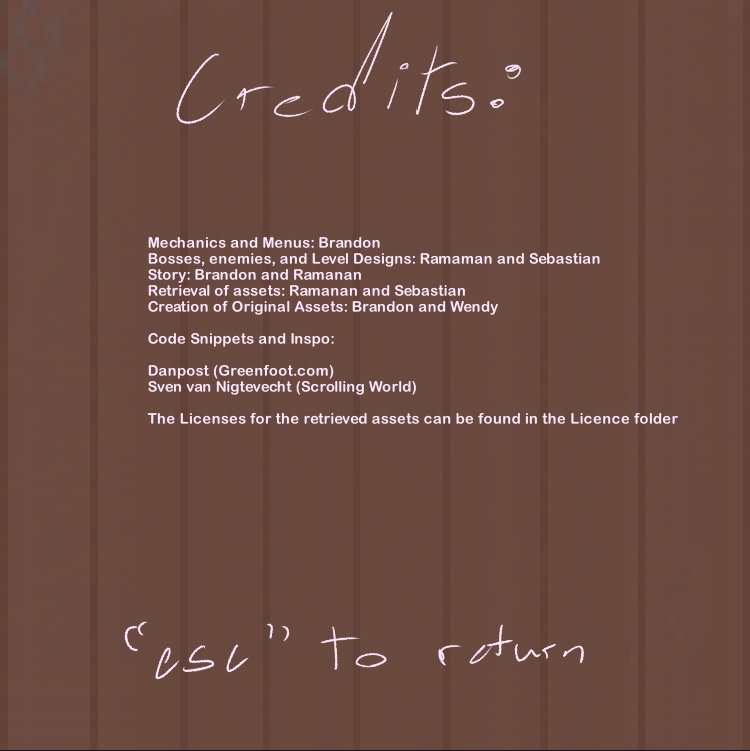 Credits:
Mechanics and Menus: Brandon
Bosses, enemies, and Level Designs: Ramaman and Sebastian
Story: Brandon and Ramanan
Retrieval of assets: Ramanan and Sebastian
Creation of Original Assets: Brandon and Wendy
Code Snippets and Inspo:
Danpost (Greenfoot.com)
Sven van Nigtevecht (Scrolling World)
The Licenses for the retrieved assets can be found in the Licence folder
"esc" to return